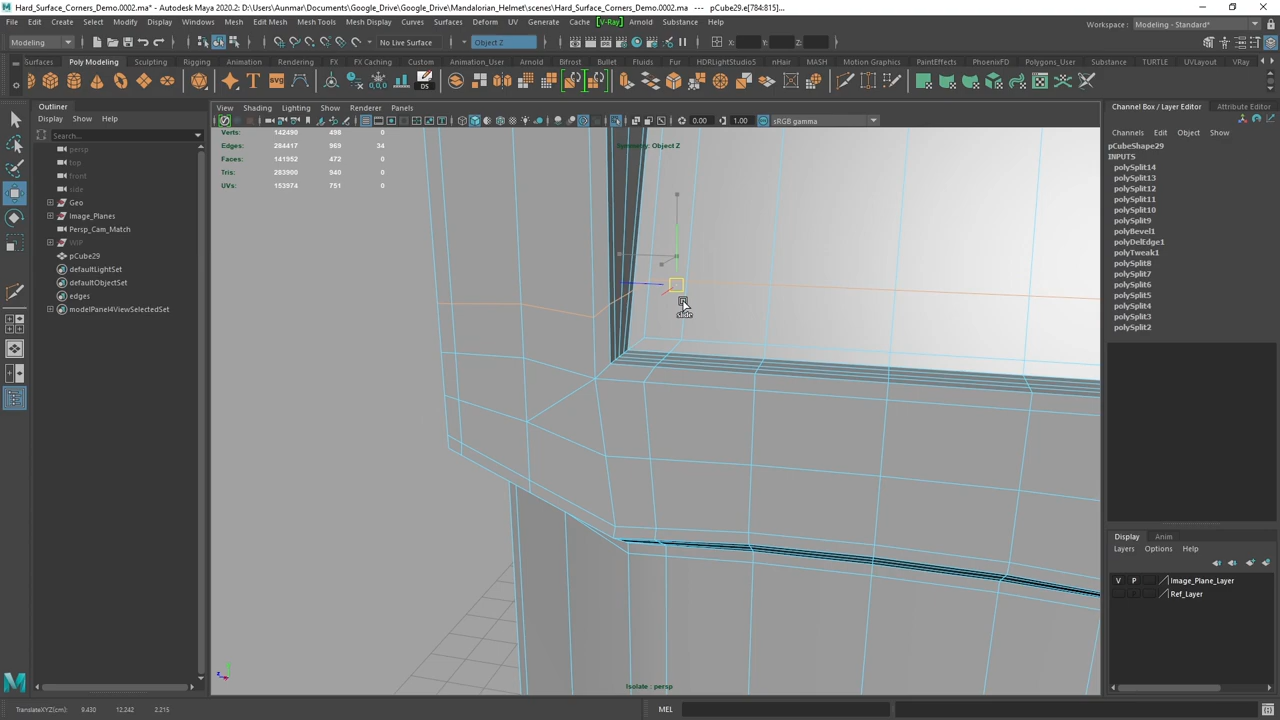 Hard_Surface_Corners_Demo.0002.ma* - Autodesk Maya 2020.2: D:\Users\Aunmar\Documents\Google_Drive\Google_Drive\Mandalorian_Helmet\scenes\Hard_Surface_Corners_Demo.0002.ma --- pCube29.e[784:815]...
File Edit Create Select Modify Display Windows Mesh Edit Mesh Mesh Tools Mesh Display Curves Surfaces Deform UV Generate Cache [V-Ray] Arnold Substance Help
Workspace : Modeling - Standard*
Modeling No Live Surface Object Z X: Y: Z:
Surfaces Poly Modeling Sculpting Rigging Animation Rendering FX FX Caching Custom Animation_User Arnold Bifrost Bullet Fluids Fur HDRLightStudioS nHair MASH Motion Graphics Modeling_User PaintEffects PhoenixFD Polygons_User Substance TURTLE UVLayout VRay
DS
Outliner
Display Show Help
Search...
persp
top
front
side
Geo
Image_Planes
Persp_Cam_Match
WIP
pCube29
defaultLightSet
defaultObjectSet
edges
modelPanel4ViewSelectedSet
View Shading Lighting Show Renderer Panels
0.00 1.00 sRGB gamma
Verts: 142490 498 0
Edges: 284417 969 34
Faces: 141952 472 0
Tris: 283900 940 0
UVs: 153974 751 0
Symmetry: Object Z
slide
Isolate : persp
Channel Box / Layer Editor Attribute Editor
Channels Edit Object Show
pCubeShape29
INPUTS
polySplit14
polySplit13
polySplit12
polySplit11
polySplit10
polySplit9
polyBevel1
polyDelEdge1
polyTweak1
polySplit8
polySplit7
polySplit6
polySplit5
polySplit4
polySplit3
polySplit2
Display Anim
Layers Options Help
V P Image_Plane_Layer
Ref_Layer
TranslateXYZ(cm): 9.430 12.242 2.215
MEL